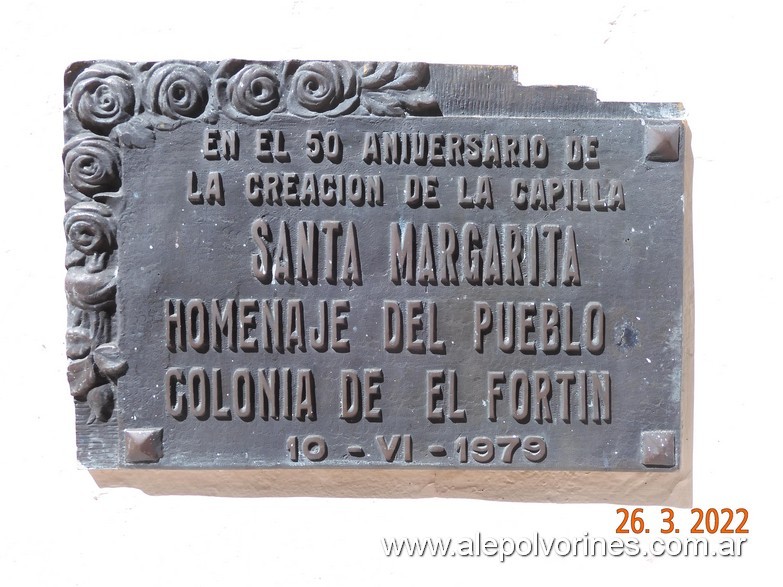 EN EL 50 ANIVERSARIO DE
LA CREACION DE LA CAPILLA
SANTA MARGARITA
HOMENAJE DEL PUEBLO
COLONIA DE EL FORTIN
10 - VI - 1979
26. 3. 2022
www.alepolvorines.com.ar